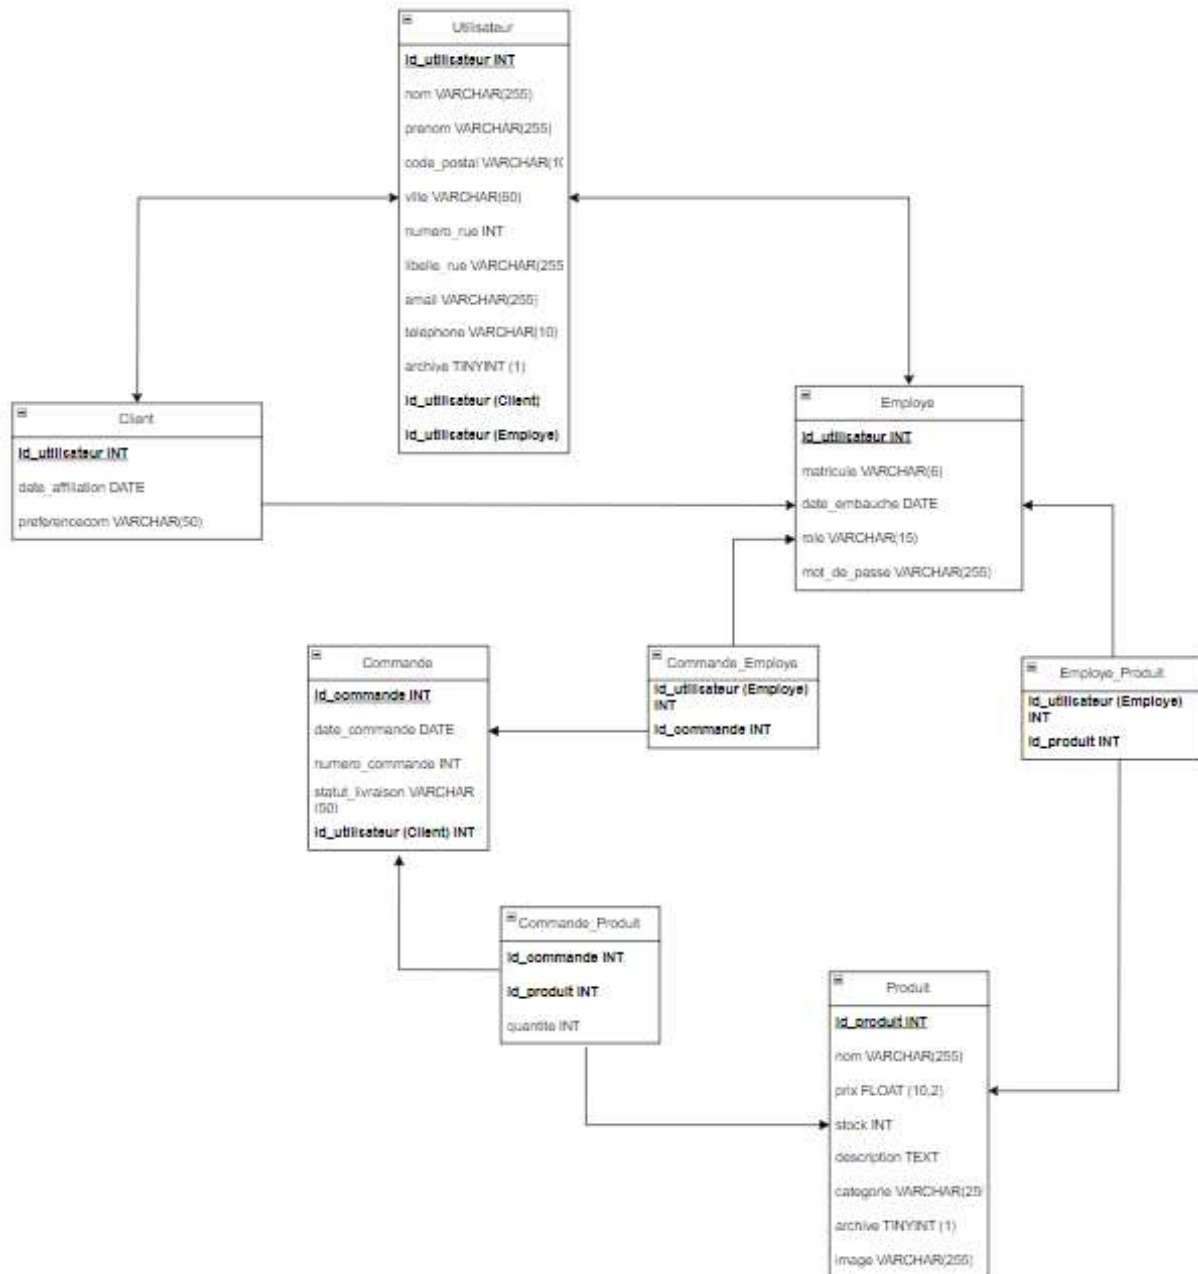 Utilisateur
id_utilisateur INT
nom VARCHAR(255)
prenom VARCHAR(255)
code_postal VARCHAR(10
ville VARCHAR(50)
numero_rue INT
libelle_rue VARCHAR(255
email VARCHAR(255)
telephone VARCHAR(10)
archive TINYINT (1)
id_utilisateur (Client)
id_utilisateur (Employe)
Client
id_utilisateur INT
date_affiliation DATE
preferencecom VARCHAR(50)
Employe
id_utilisateur INT
matricule VARCHAR(6)
date_embauche DATE
role VARCHAR(15)
mot_de_passe VARCHAR(255)
Commande
id_commande INT
date_commande DATE
numero_commande INT
statut_livraison VARCHAR
(50)
id_utilisateur (Client) INT
Commande_Employe
id_utilisateur (Employe)
INT
id_commande INT
Employe_Produit
id_utilisateur (Employe)
INT
id_produit INT
Commande_Produit
id_commande INT
id_produit INT
quantite INT
Produit
id_produit INT
nom VARCHAR(255)
prix FLOAT (10,2)
stock INT
description TEXT
categorie VARCHAR(25
archive TINYINT (1)
image VARCHAR(255)